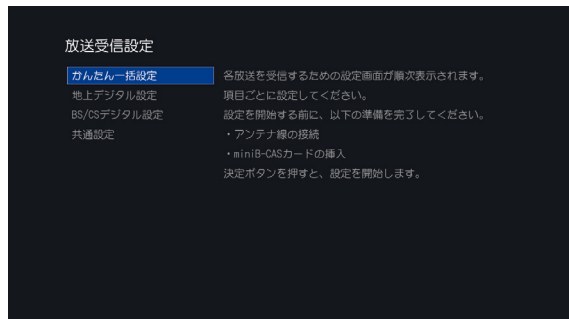 放送受信設定
かんたん一括設定
地上デジタル設定
BS/CSデジタル設定
共通設定
各放送を受信するための設定画面が順次表示されます。
項目ごとに設定してください。
設定を開始する前に、以下の準備を完了してください。
・アンテナ線の接続
・miniB-CASカードの挿入
決定ボタンを押すと、設定を開始します。